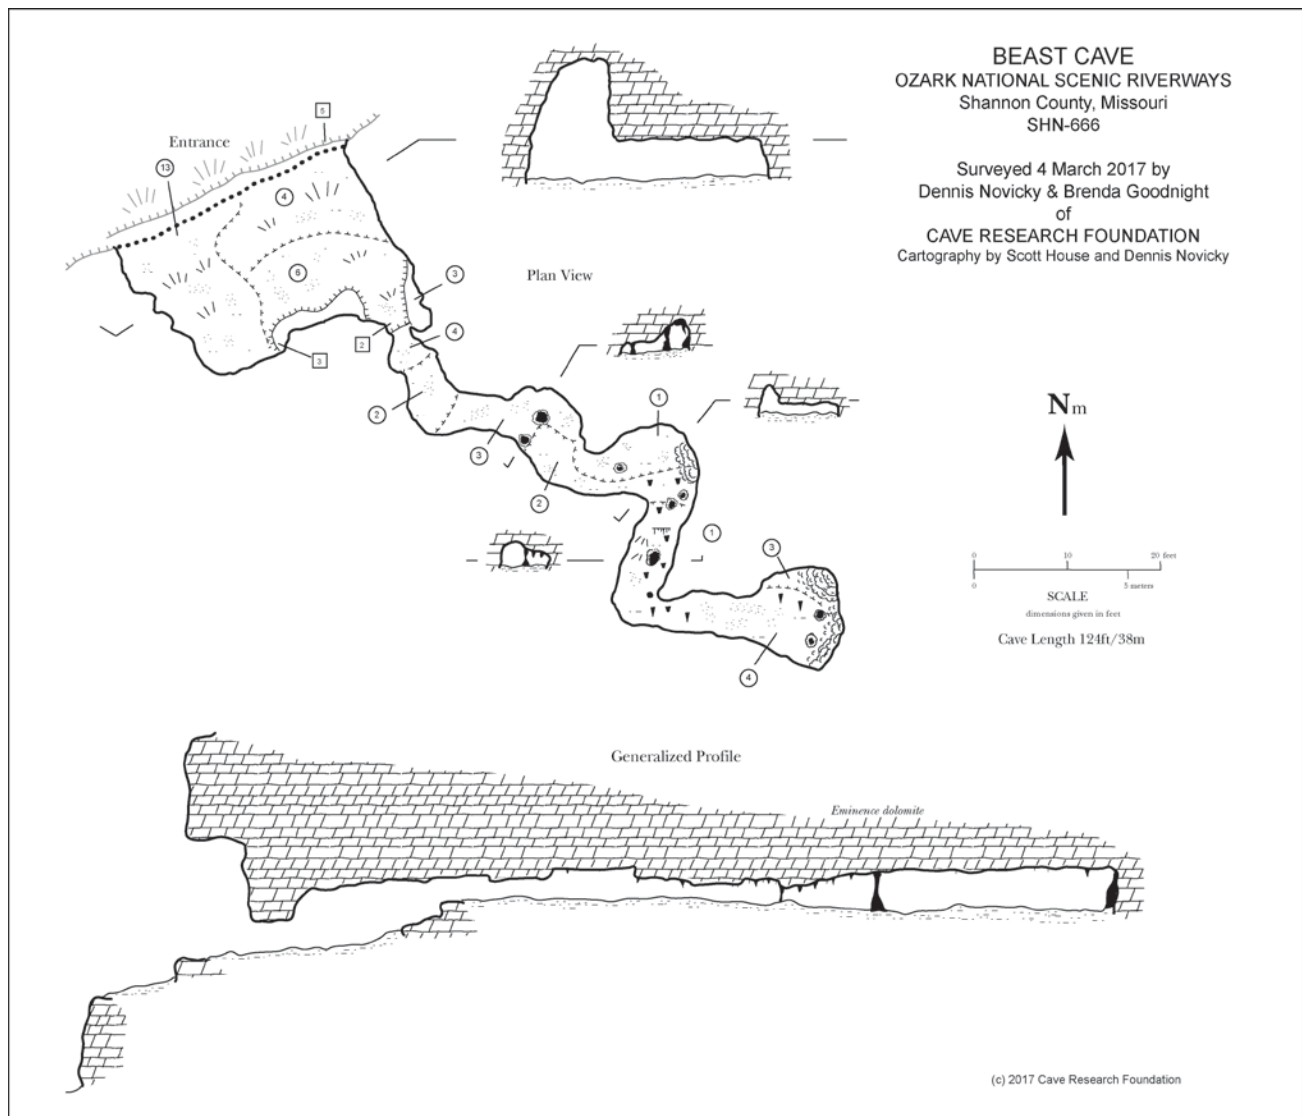 BEAST CAVE
OZARK NATIONAL SCENIC RIVERWAYS
Shannon County, Missouri
SHN-666
Surveyed 4 March 2017 by
Dennis Novicky & Brenda Goodnight
of
CAVE RESEARCH FOUNDATION
Cartography by Scott House and Dennis Novicky
5
Entrance
13
4
6
3
Plan View
4
2
3
2
1
3
2
1
3
4
Nm
0 10 20 feet
0 5 meters
SCALE
dimensions given in feet
Cave Length 124ft/38m
Generalized Profile
Eminence dolomite
(c) 2017 Cave Research Foundation